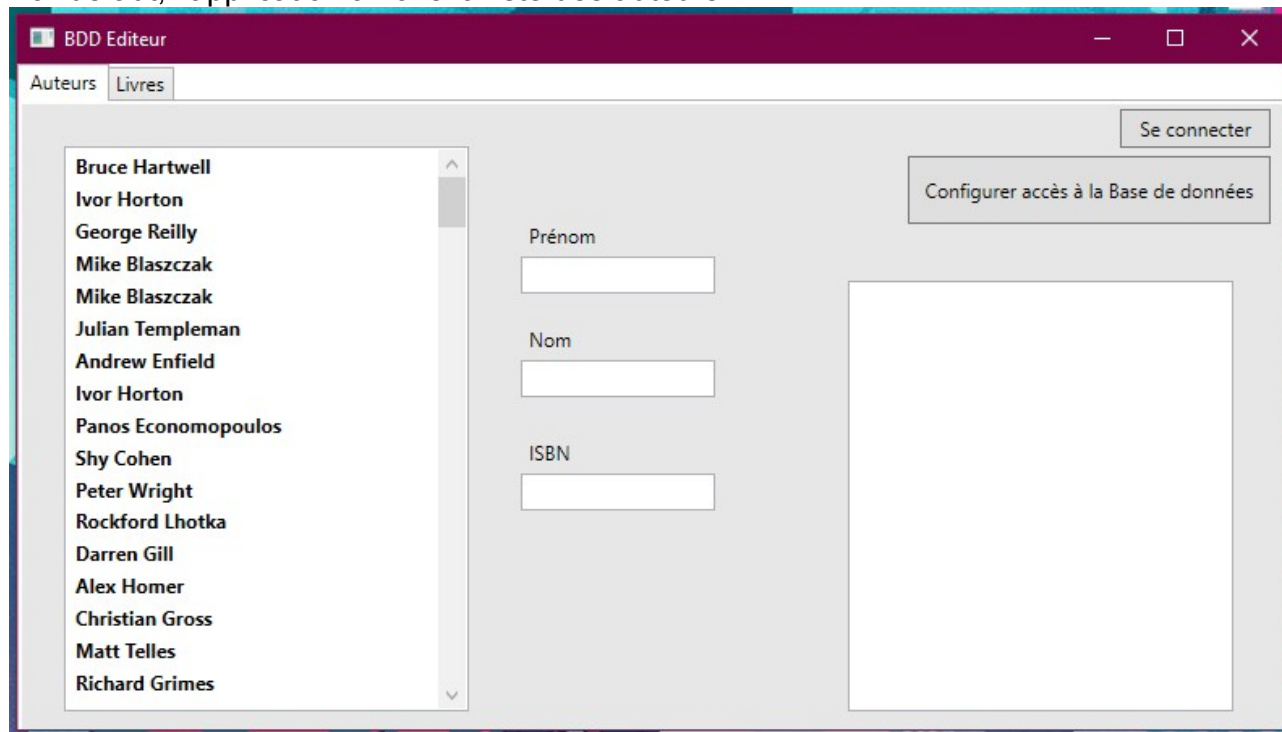 BDD Editeur
Auteurs Livres
Se connecter
Configurer accès à la Base de données
Bruce Hartwell
Ivor Horton
George Reilly
Mike Blaszczak
Mike Blaszczak
Julian Templeman
Andrew Enfield
Ivor Horton
Panos Economopoulos
Shy Cohen
Peter Wright
Rockford Lhotka
Darren Gill
Alex Homer
Christian Gross
Matt Telles
Richard Grimes
Prénom
Nom
ISBN